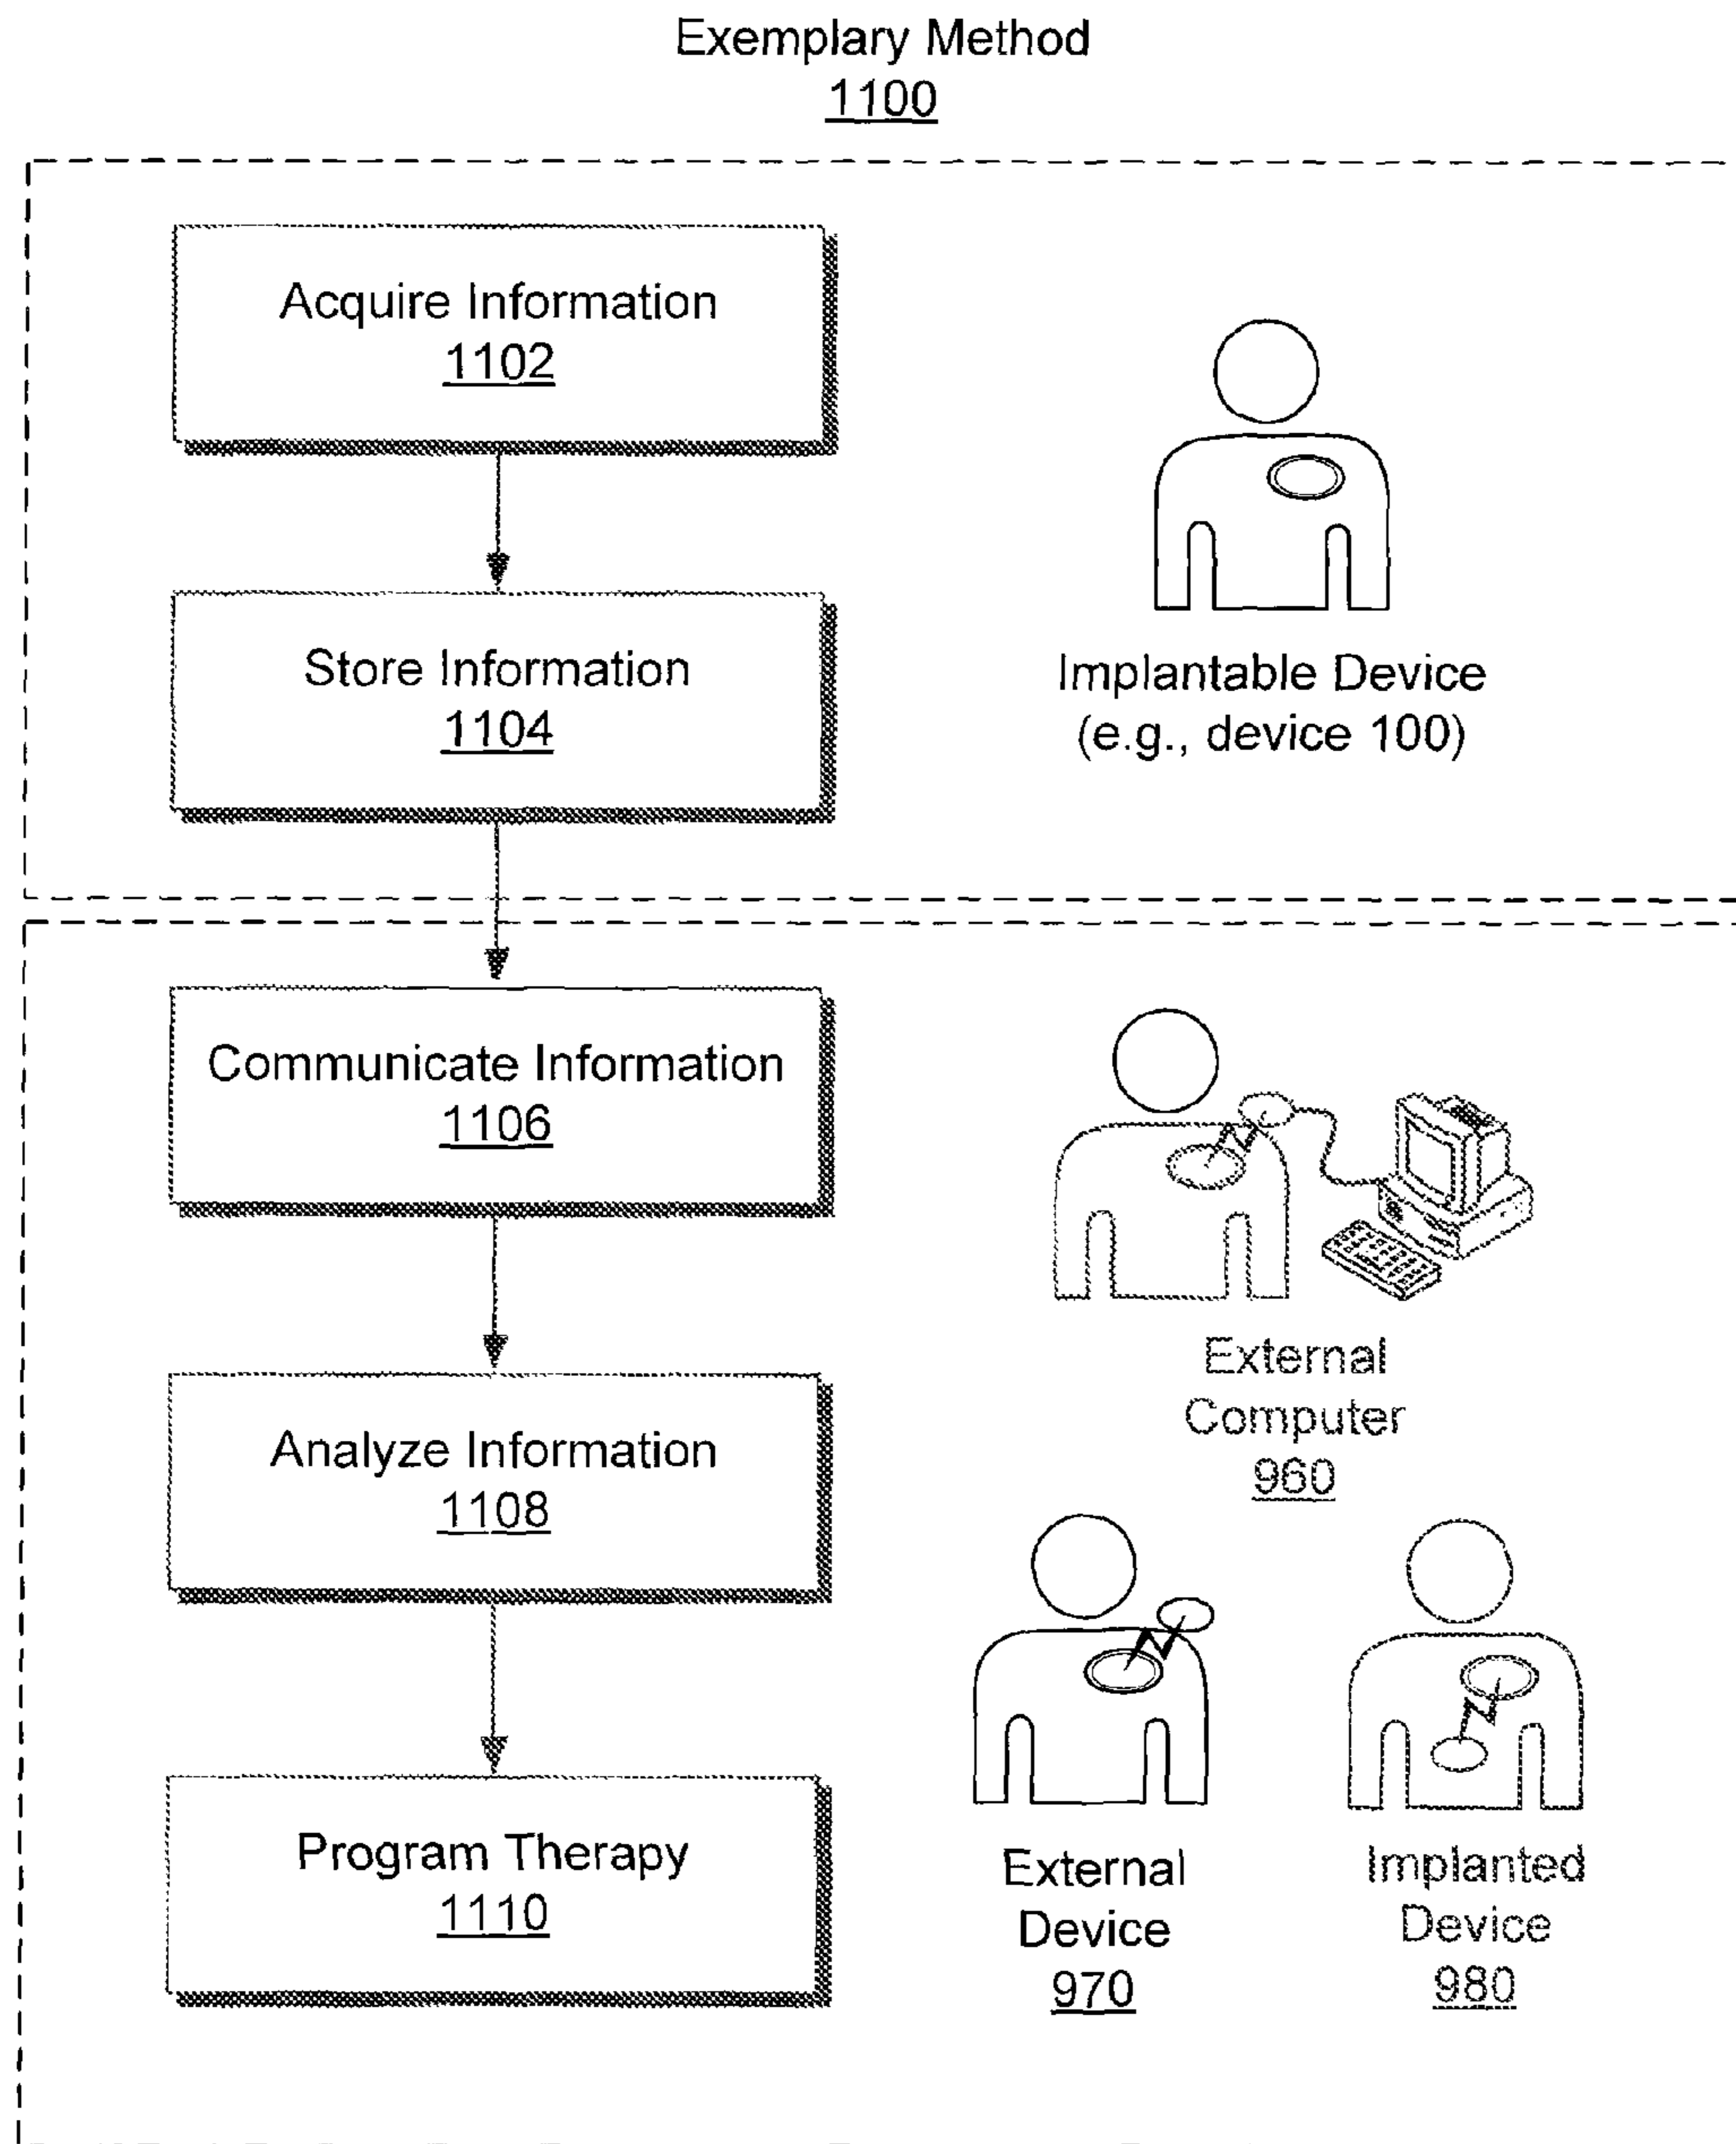 Exemplary Method
1100
Acquire Information
1102
Store Information
1104
Implantable Device
(e.g., device 100)
Communicate Information
1106
External
Computer
960
Analyze Information
1108
Program Therapy
1110
External
Device
970
Implanted
Device
980